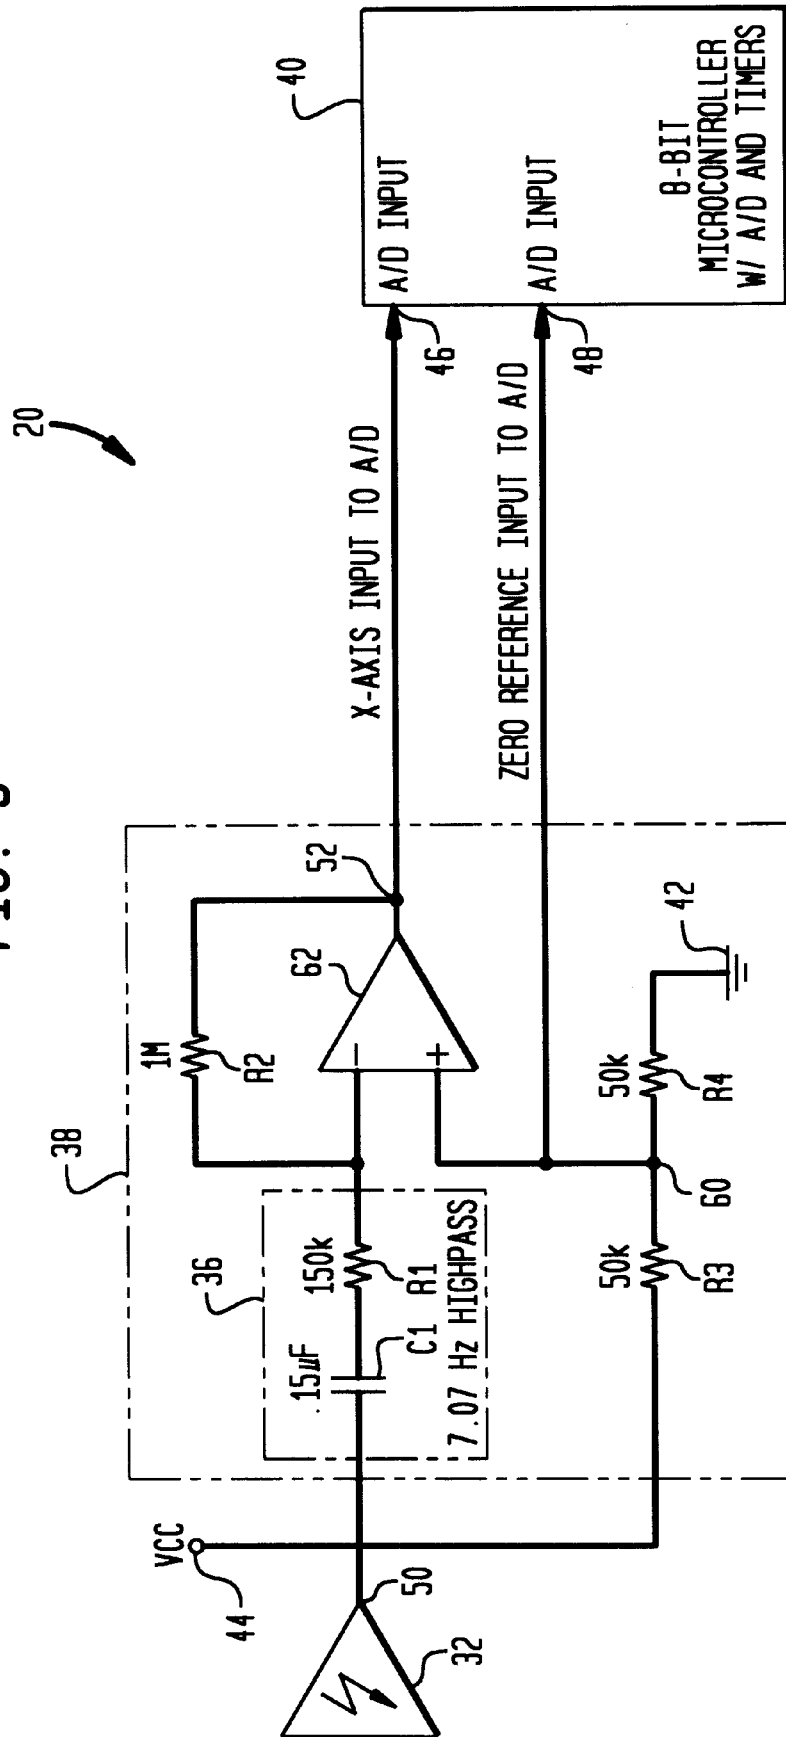 20
38
36
1M
R2
150k
R1
.15µF
C1
7.07 Hz HIGHPASS
VCC
44
50
32
62
52
−
+
50k
R3
60
50k
R4
42
X-AXIS INPUT TO A/D
ZERO REFERENCE INPUT TO A/D
46
48
40
A/D INPUT
A/D INPUT
8-BIT
MICROCONTROLLER
W/ A/D AND TIMERS